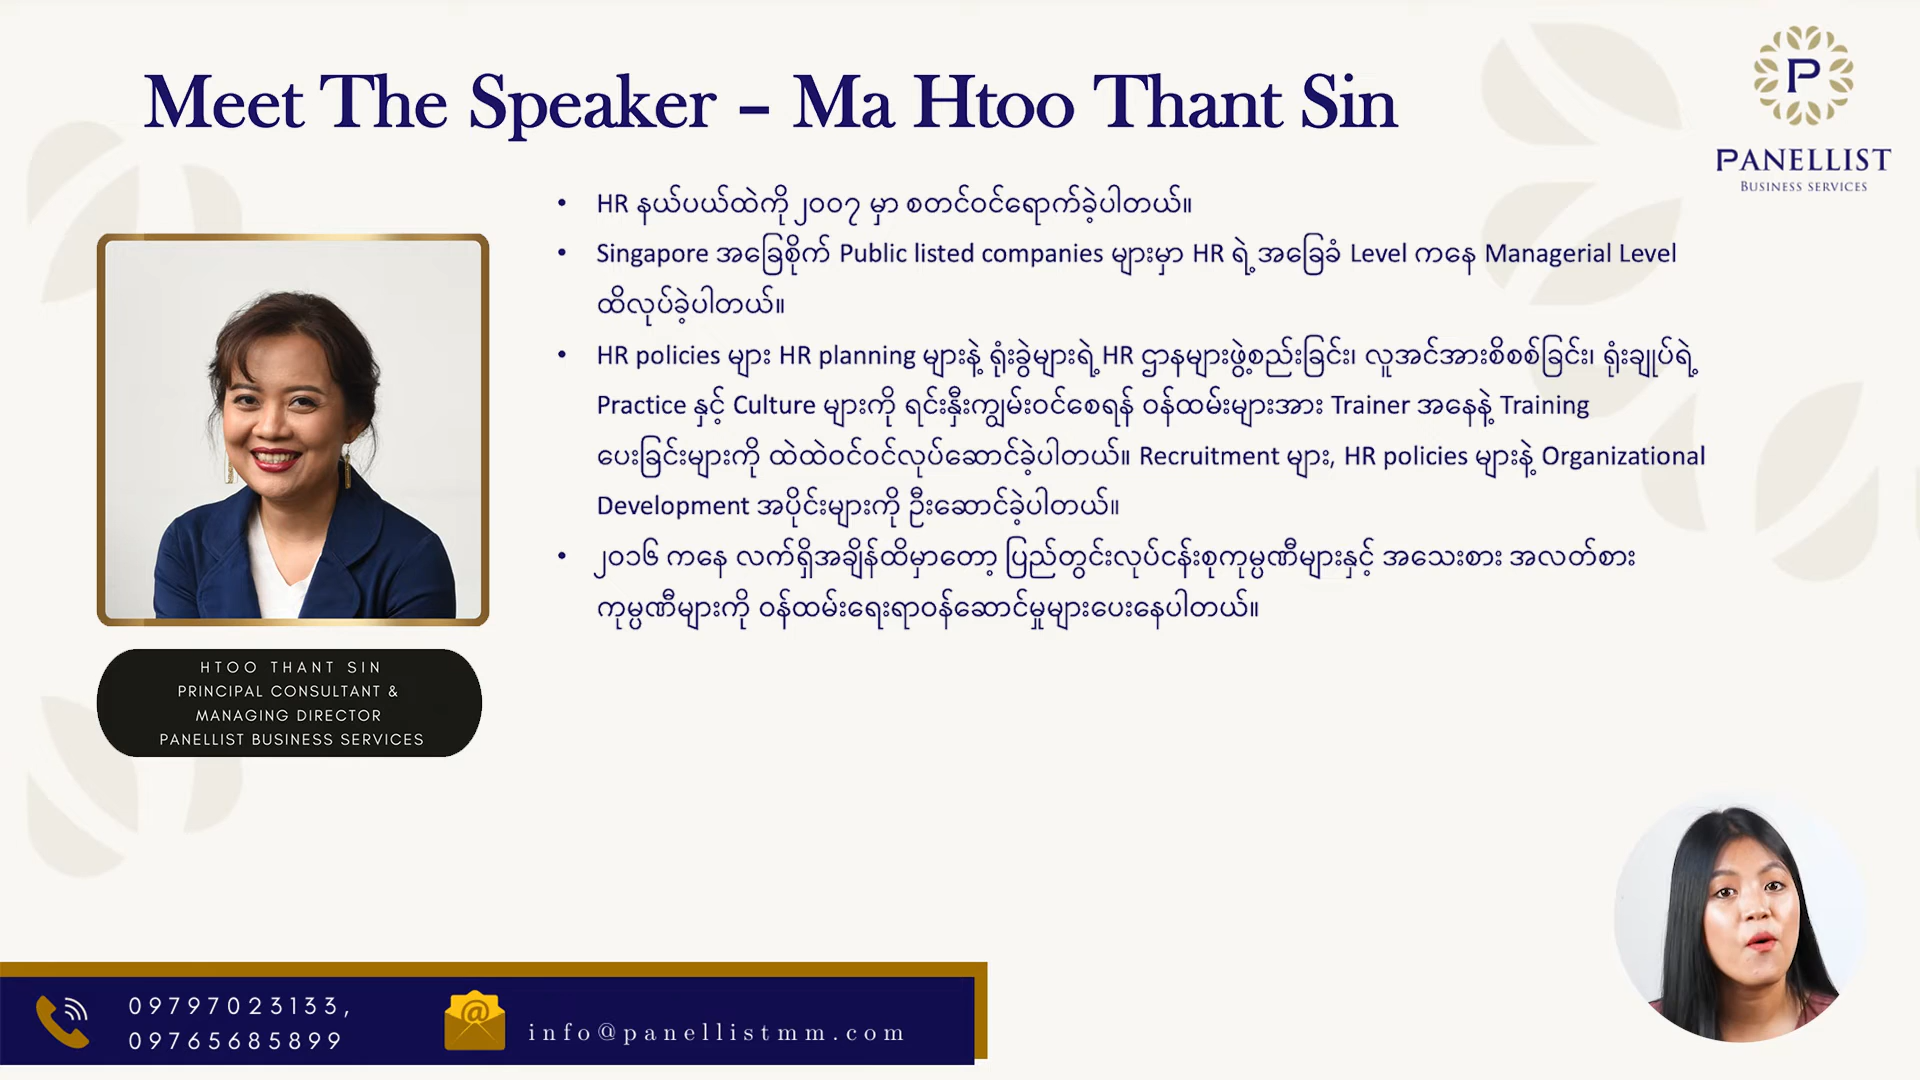 Meet The Speaker – Ma Htoo Thant Sin
P
PANELLIST
BUSINESS SERVICES
• HR နယ်ပယ်ထဲကို ၂၀၀၇ မှာ စတင်ဝင်ရောက်ခဲ့ပါတယ်။
• Singapore အခြေစိုက် Public listed companies များမှာ HR ရဲ့ အခြေခံ Level ကနေ Managerial Level
ထိလုပ်ခဲ့ပါတယ်။
• HR policies များ HR planning များနဲ့ ရုံးခွဲများရဲ့ HR ဌာနများဖွဲ့စည်းခြင်း၊ လူအင်အားစိစစ်ခြင်း၊ ရုံးချုပ်ရဲ့
Practice နှင့် Culture များကို ရင်းနှီးကျွမ်းဝင်စေရန် ဝန်ထမ်းများအား Trainer အနေနဲ့ Training
ပေးခြင်းများကို ထဲထဲဝင်ဝင်လုပ်ဆောင်ခဲ့ပါတယ်။ Recruitment များ, HR policies များနဲ့ Organizational
Development အပိုင်းများကို ဦးဆောင်ခဲ့ပါတယ်။
• ၂၀၁၆ ကနေ လက်ရှိအချိန်ထိမှာတော့ ပြည်တွင်းလုပ်ငန်းစုကုမ္ပဏီများနှင့် အသေးစား အလတ်စား
ကုမ္ပဏီများကို ဝန်ထမ်းရေးရာဝန်ဆောင်မှုများပေးနေပါတယ်။
HTOO THANT SIN
PRINCIPAL CONSULTANT &
MANAGING DIRECTOR
PANELLIST BUSINESS SERVICES
09797023133,
09765685899
info@panellistmm.com